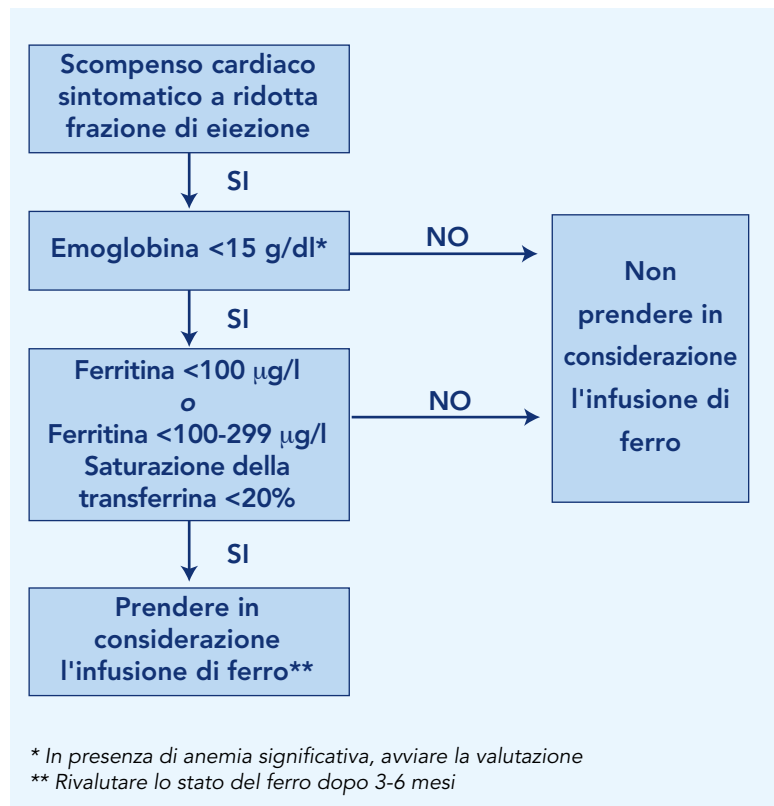 Scompenso cardiaco
sintomatico a ridotta
frazione di eiezione
SI
Emoglobina <15 g/dl*
NO
Non
prendere in
considerazione
l'infusione di
ferro
SI
Ferritina <100 µg/l
o
Ferritina <100-299 µg/l
Saturazione della
transferrina <20%
NO
SI
Prendere in
considerazione
l'infusione di ferro**
* In presenza di anemia significativa, avviare la valutazione
** Rivalutare lo stato del ferro dopo 3-6 mesi